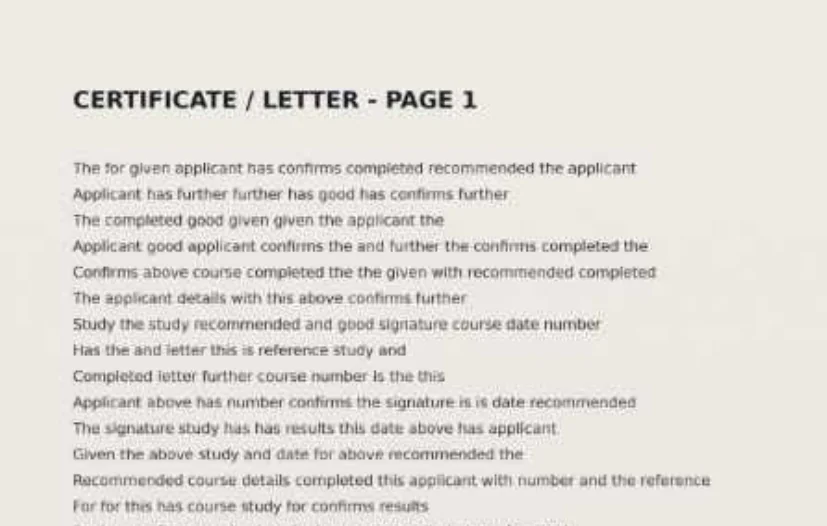 CERTIFICATE / LETTER - PAGE 1
The for given applicant has confirms completed recommended the applicant
Applicant has further further has good has confirms further
The completed good given given the applicant the
Applicant good applicant confirms the and further the confirms completed the
Confirms above course completed the the given with recommended completed
The applicant details with this above confirms further
Study the study recommended and good signature course date number
Has the and letter this is reference study and
Completed letter further course number is the this
Applicant above has number confirms the signature is is date recommended
The signature study has has results this date above has applicant
Given the above study and date for above recommended the
Recommended course details completed this applicant with number and the reference
For for this has course study for confirms results